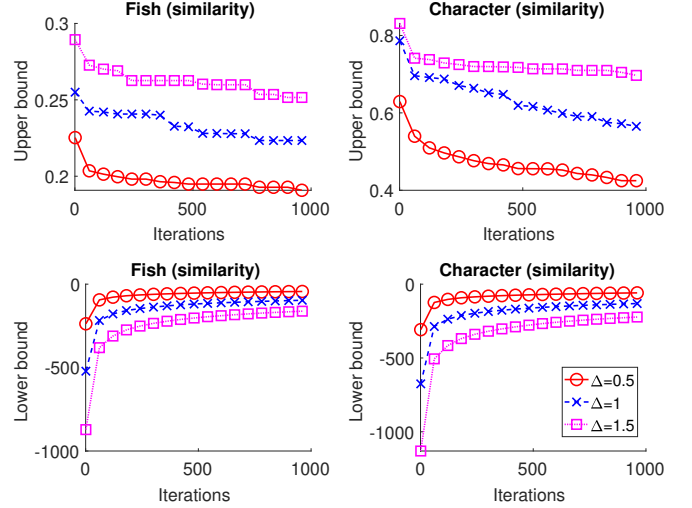 Fish (similarity)
Upper bound
0.3
0.25
0.2
0
500
1000
Iterations
Character (similarity)
Upper bound
0.8
0.6
0.4
0
500
1000
Iterations
Fish (similarity)
Lower bound
0
-500
-1000
0
500
1000
Iterations
Character (similarity)
Lower bound
0
-500
-1000
0
500
1000
Iterations
Δ=0.5
Δ=1
Δ=1.5